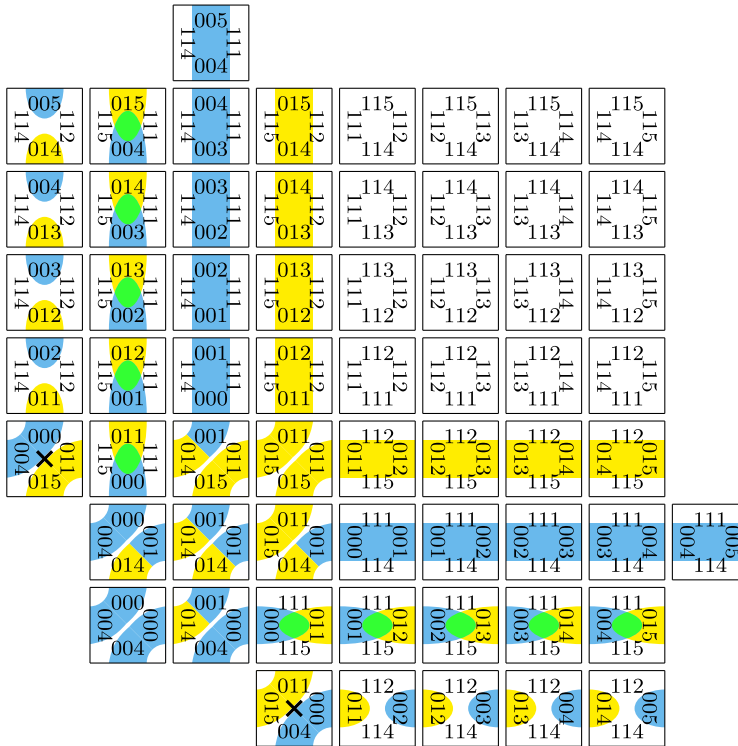 005
114 111
004
005 015 004 015 115 115 115 115
114 112 115 111 114 111 115 112 111 112 112 113 113 114 114 115
014 004 003 014 114 114 114 114
004 014 003 014 114 114 114 114
114 112 115 111 114 111 115 112 111 112 112 113 113 114 114 115
013 003 002 013 113 113 113 113
003 013 002 013 113 113 113 113
114 112 115 111 114 111 115 112 111 112 112 113 113 114 114 115
012 002 001 012 112 112 112 112
002 012 001 012 112 112 112 112
114 112 115 111 114 111 115 112 111 112 112 113 113 114 114 115
011 001 000 011 111 111 111 111
000 011 001 011 112 112 112 112
004 011 115 111 014 011 015 011 011 012 012 013 013 014 014 015
015 000 015 015 115 115 115 115
000 001 011 111 111 111 111 111
004 001 014 001 015 001 000 001 001 002 002 003 003 004 004 005
014 014 014 114 114 114 114 114
000 001 111 111 111 111 111
004 000 014 000 000 011 001 012 002 013 003 014 004 015
004 004 115 115 115 115 115
011 112 112 112 112
015 000 011 002 012 003 013 004 014 005
004 114 114 114 114